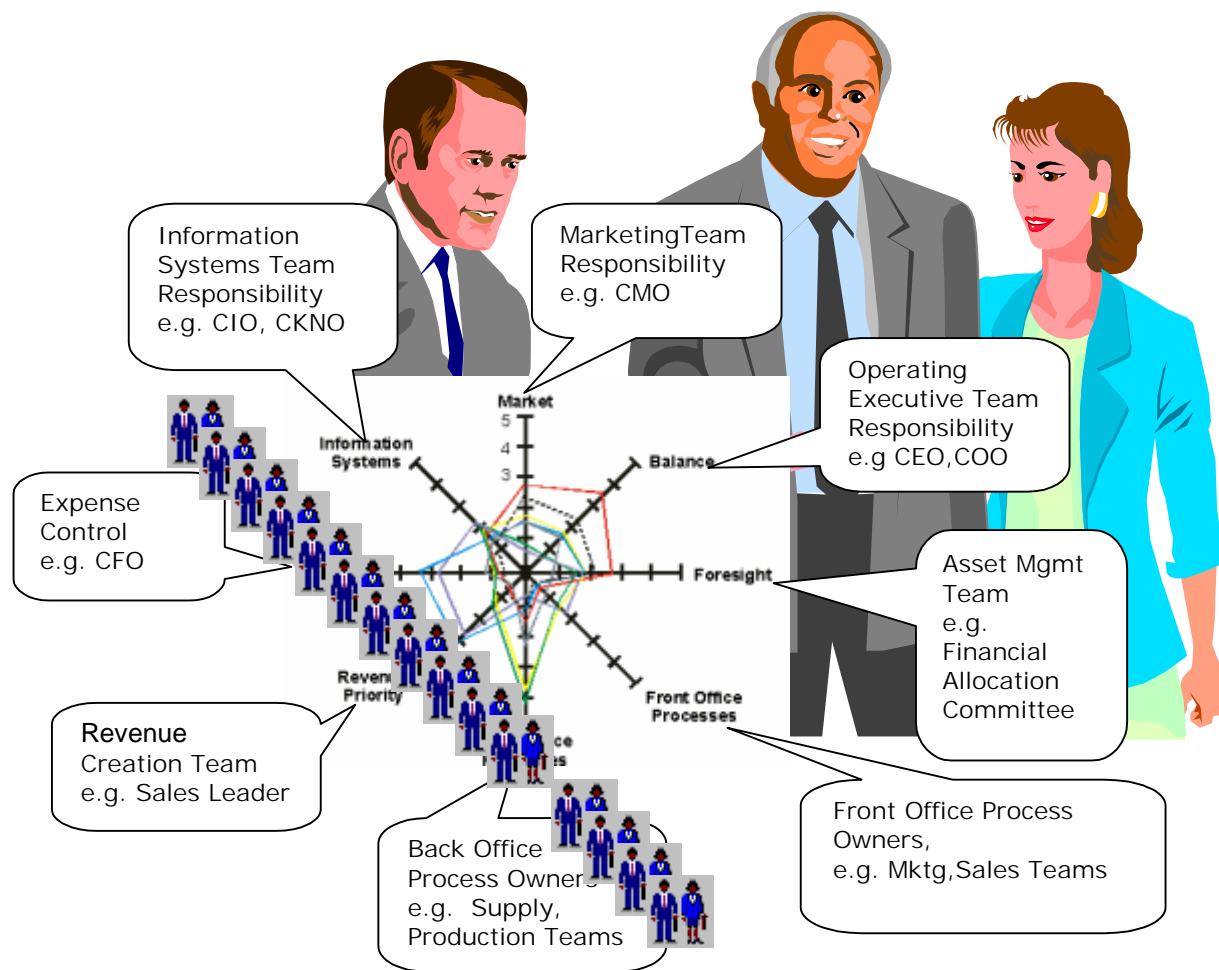 Information
Systems Team
Responsibility
e.g. CIO, CKNO
MarketingTeam
Responsibility
e.g. CMO
Operating
Executive Team
Responsibility
e.g CEO,COO
Market
5
4
3
Information
Systems
Balance
Expense
Control
e.g. CFO
Foresight
Asset Mgmt
Team
e.g.
Financial
Allocation
Committee
Priority
Front Office
Processes
Revenue
Creation Team
e.g. Sales Leader
Back Office
Process Owners
e.g. Supply,
Production Teams
Front Office Process
Owners,
e.g. Mktg,Sales Teams